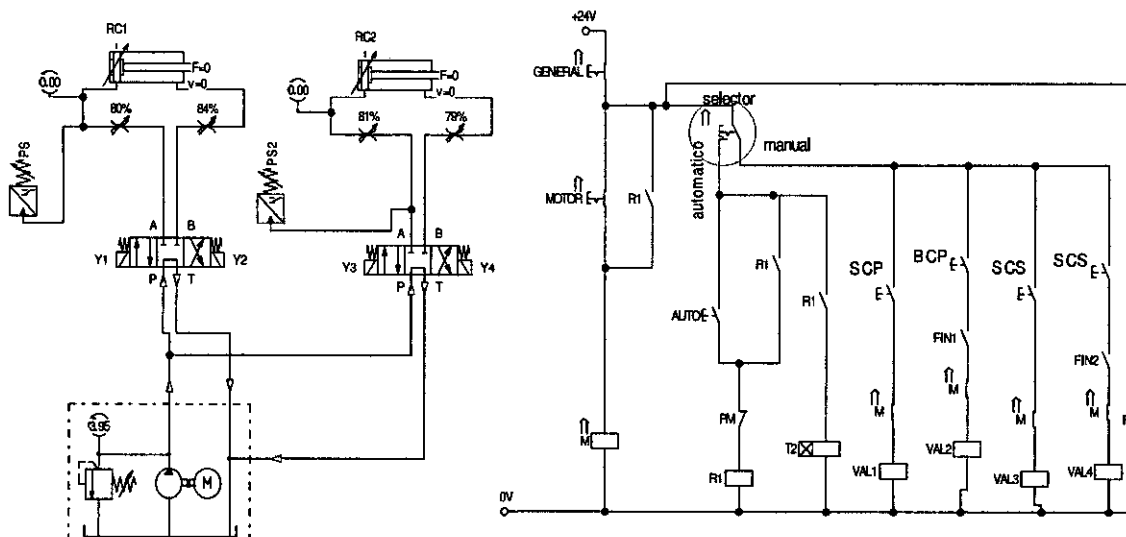 RC1
F=0
v=0
0.00
80%
84%
PS
A B
Y1 Y2
P T
RC2
F=0
v=0
0.00
81%
79%
PS2
A B
Y3 Y4
P T
M
+24V
GENERAL
selector
manual
automatico
MOTOR
R1
R1
R1
AUTO
SCP
BCP
SCS
SCS
FIN1
FIN2
M
M
M
M
PM
M
T2
R1
VAL1
VAL2
VAL3
VAL4
0V